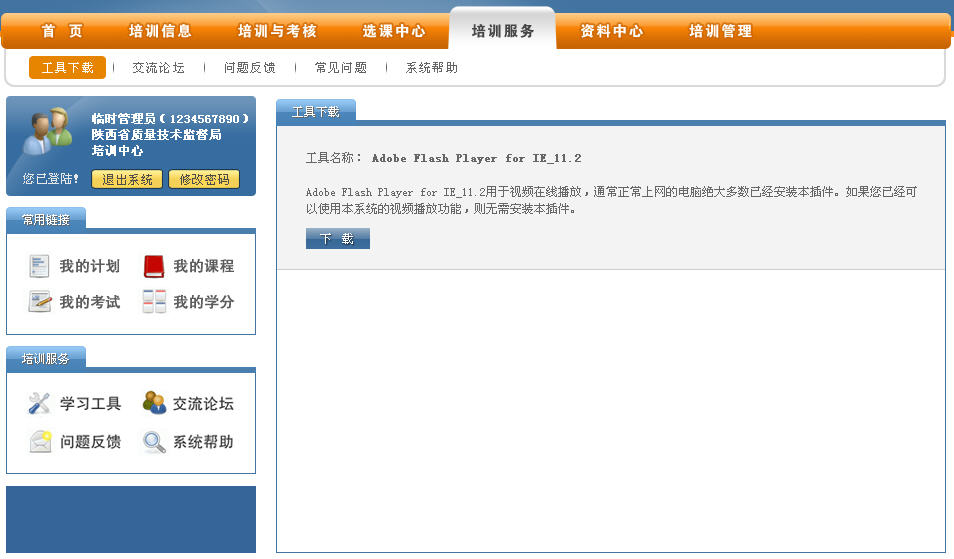 首 页 培训信息 培训与考核 选课中心 培训服务 资料中心 培训管理
工具下载 交流论坛 问题反馈 常见问题 系统帮助
临时管理员(1234567890)
陕西省质量技术监督局
培训中心
您已登陆! 退出系统 修改密码
常用链接
我的计划 我的课程
我的考试 我的学分
培训服务
学习工具 交流论坛
问题反馈 系统帮助
工具下载
工具名称: Adobe Flash Player for IE_11.2
Adobe Flash Player for IE_11.2用于视频在线播放,通常正常上网的电脑绝大多数已经安装本插件。如果您已经可
以使用本系统的视频播放功能,则无需安装本插件。
下 载